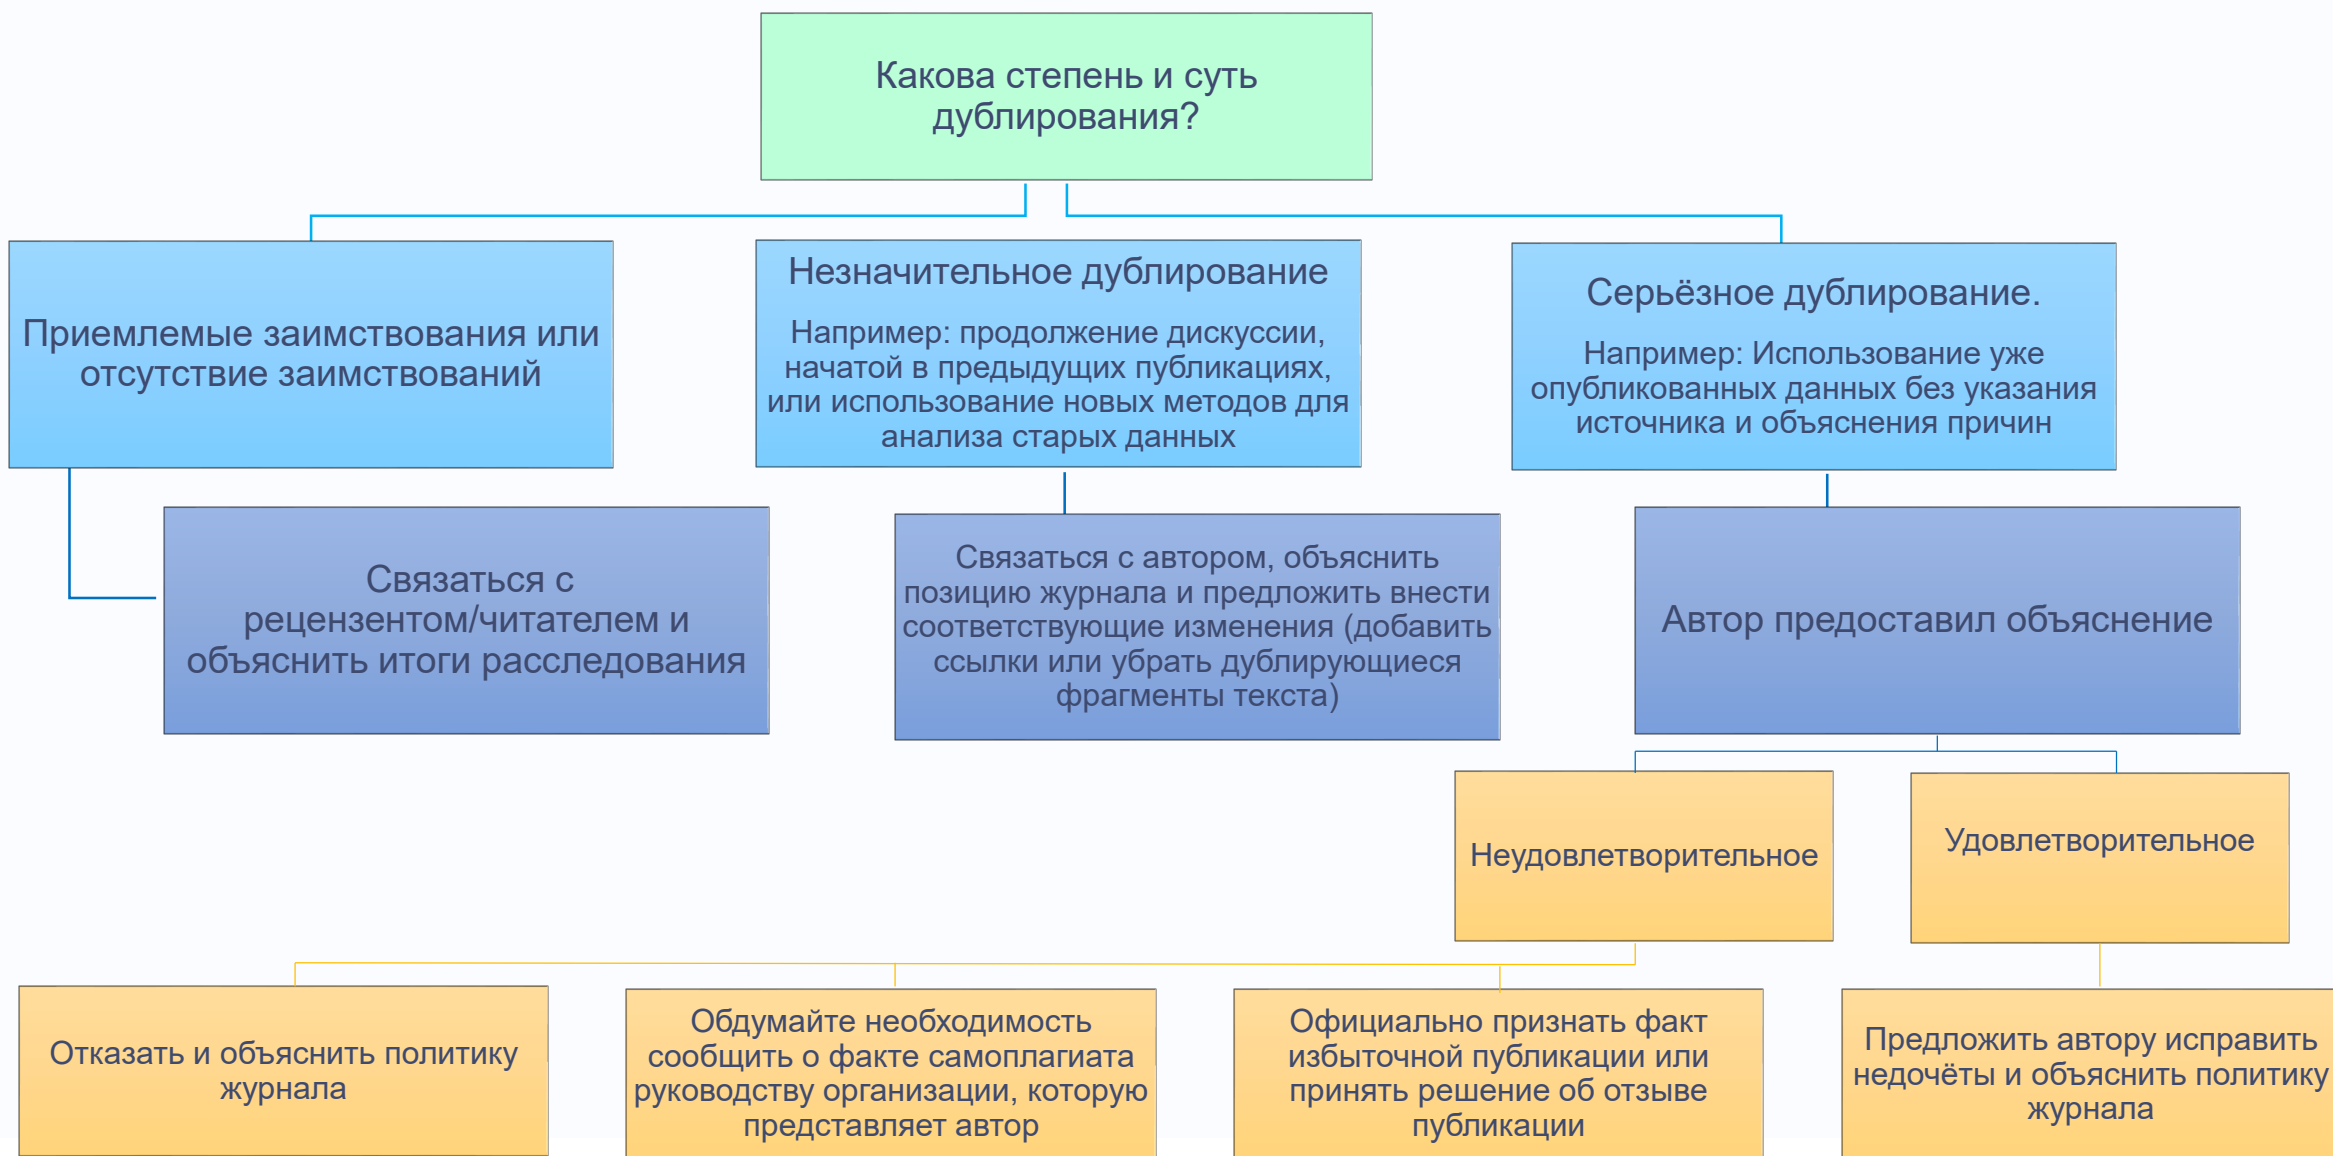 Какова степень и суть
дублирования?
Приемлемые заимствования или
отсутствие заимствований
Незначительное дублирование
Например: продолжение дискуссии,
начатой в предыдущих публикациях,
или использование новых методов для
анализа старых данных
Серьёзное дублирование.
Например: Использование уже
опубликованных данных без указания
источника и объяснения причин
Связаться с
рецензентом/читателем и
объяснить итоги расследования
Связаться с автором, объяснить
позицию журнала и предложить внести
соответствующие изменения (добавить
ссылки или убрать дублирующиеся
фрагменты текста)
Автор предоставил объяснение
Неудовлетворительное
Удовлетворительное
Отказать и объяснить политику
журнала
Обдумайте необходимость
сообщить о факте самоплагиата
руководству организации, которую
представляет автор
Официально признать факт
избыточной публикации или
принять решение об отзыве
публикации
Предложить автору исправить
недочёты и объяснить политику
журнала